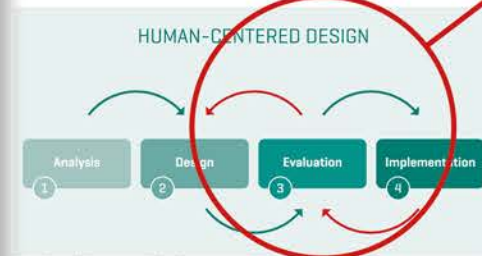 HUMAN-CENTERED DESIGN
Analysis
1
Design
2
Evaluation
3
Implementation
4